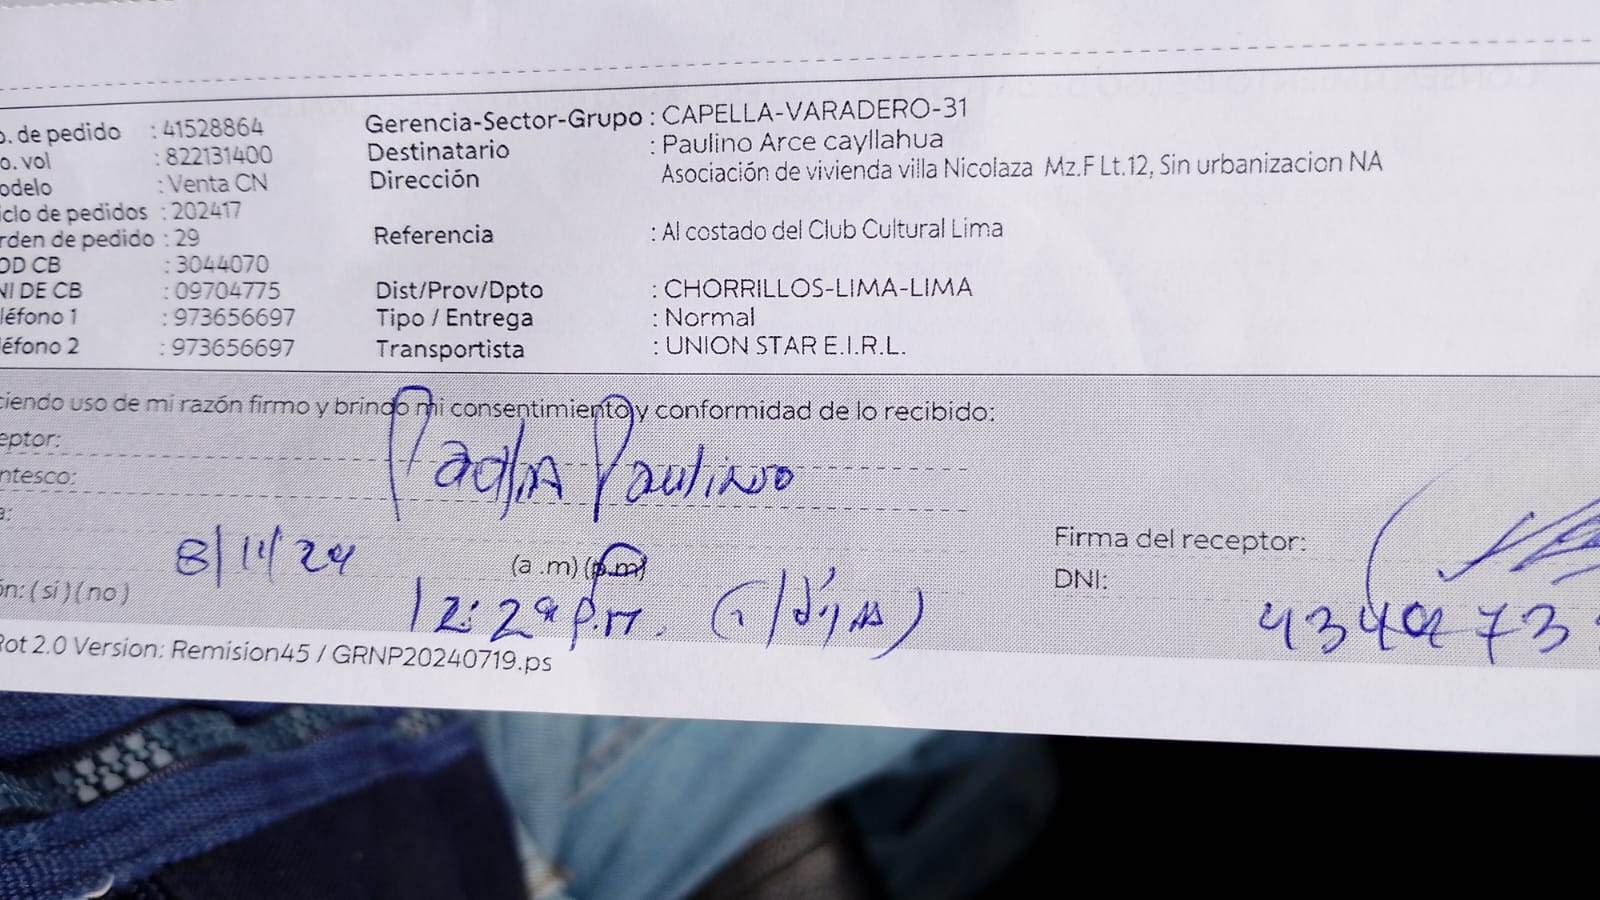 o. de pedido : 41528864 Gerencia-Sector-Grupo : CAPELLA-VARADERO-31
o. vol : 822131400 Destinatario : Paulino Arce cayllahua
odelo : Venta CN Dirección Asociación de vivienda villa Nicolaza Mz.F Lt.12, Sin urbanizacion NA
iclo de pedidos : 202417
rden de pedido : 29 Referencia : Al costado del Club Cultural Lima
OD CB : 3044070
NI DE CB : 09704775 Dist/Prov/Dpto : CHORRILLOS-LIMA-LIMA
léfono 1 : 973656697 Tipo / Entrega : Normal
éfono 2 : 973656697 Transportista : UNION STAR E.I.R.L.
ciendo uso de mi razón firmo y brindo mi consentimiento y conformidad de lo recibido:
eptor:
ntesco: Paulino
a:
8/11/24 (a .m) (p.m) Firma del receptor:
ón: (si) (no) 12:29 p.m. DNI:
Rot 2.0 Version: Remision45 / GRNP20240719.ps